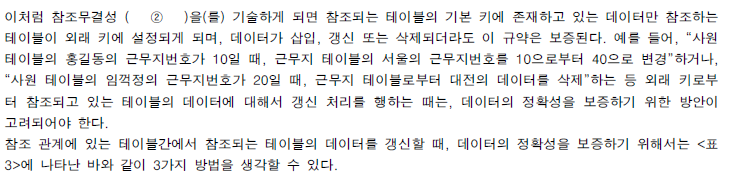 이처럼 참조무결성 (    ②    )을(를) 기술하게 되면 참조되는 테이블의 기본 키에 존재하고 있는 데이터만 참조하는
테이블이 외래 키에 설정되게 되며, 데이터가 삽입, 갱신 또는 삭제되더라도 이 규약은 보증된다. 예를 들어, “사원
테이블의 홍길동의 근무지번호가 10일 때, 근무지 테이블의 서울의 근무지번호를 10으로부터 40으로 변경”하거나,
“사원 테이블의 임꺽정의 근무지번호가 20일 때, 근무지 테이블로부터 대전의 데이터를 삭제”하는 등 외래 키로부
터 참조되고 있는 테이블의 데이터에 대해서 갱신 처리를 행하는 때는, 데이터의 정확성을 보증하기 위한 방안이
고려되어야 한다.
참조 관계에 있는 테이블간에서 참조되는 테이블의 데이터를 갱신할 때, 데이터의 정확성을 보증하기 위해서는 <표
3>에 나타난 바와 같이 3가지 방법을 생각할 수 있다.